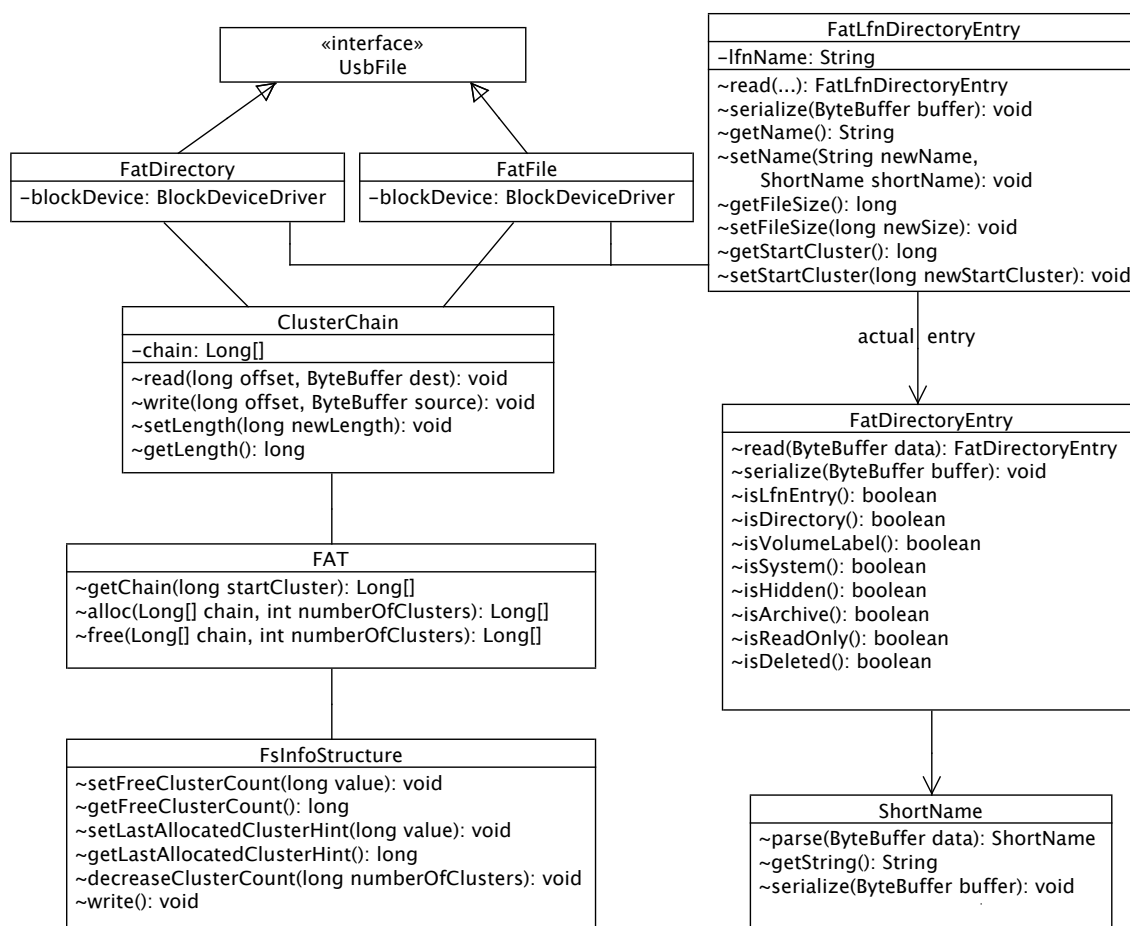 «interface»
UsbFile
FatDirectory
-blockDevice: BlockDeviceDriver
FatFile
-blockDevice: BlockDeviceDriver
FatLfnDirectoryEntry
-lfnName: String
~read(...): FatLfnDirectoryEntry
~serialize(ByteBuffer buffer): void
~getName(): String
~setName(String newName,
ShortName shortName): void
~getFileSize(): long
~setFileSize(long newSize): void
~getStartCluster(): long
~setStartCluster(long newStartCluster): void
ClusterChain
-chain: Long[]
~read(long offset, ByteBuffer dest): void
~write(long offset, ByteBuffer source): void
~setLength(long newLength): void
~getLength(): long
actual entry
FatDirectoryEntry
~read(ByteBuffer data): FatDirectoryEntry
~serialize(ByteBuffer buffer): void
~isLfnEntry(): boolean
~isDirectory(): boolean
~isVolumeLabel(): boolean
~isSystem(): boolean
~isHidden(): boolean
~isArchive(): boolean
~isReadOnly(): boolean
~isDeleted(): boolean
FAT
~getChain(long startCluster): Long[]
~alloc(Long[] chain, int numberOfClusters): Long[]
~free(Long[] chain, int numberOfClusters): Long[]
FsInfoStructure
~setFreeClusterCount(long value): void
~getFreeClusterCount(): long
~setLastAllocatedClusterHint(long value): void
~getLastAllocatedClusterHint(): long
~decreaseClusterCount(long numberOfClusters): void
~write(): void
ShortName
~parse(ByteBuffer data): ShortName
~getString(): String
~serialize(ByteBuffer buffer): void